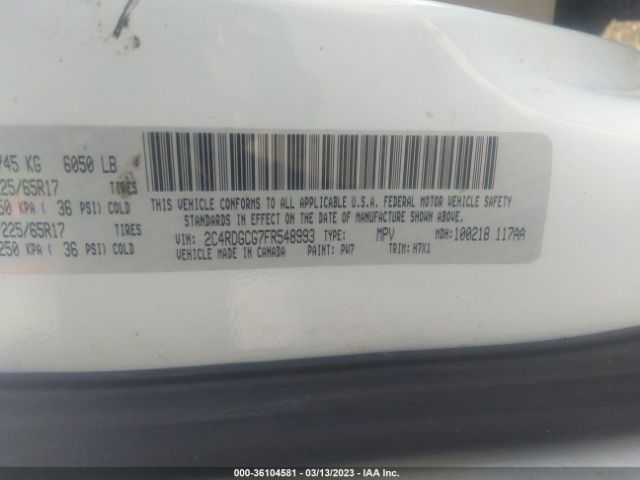 745 KG 6050 LB
225/65R17 TIRES
250 KPA ( 36 PSI) COLD
225/65R17 TIRES
250 KPA ( 36 PSI) COLD
THIS VEHICLE CONFORMS TO ALL APPLICABLE U.S.A. FEDERAL MOTOR VEHICLE SAFETY
STANDARDS IN EFFECT ON THE DATE OF MANUFACTURE SHOWN ABOVE.
VIN: 2C4RDGCG7FR548993 TYPE: MPV MDH: 100218 117AA
VEHICLE MADE IN CANADA PAINT: PW7 TRIM: H7X1
000-36104581 / 03/13/2023 - IAA Inc.